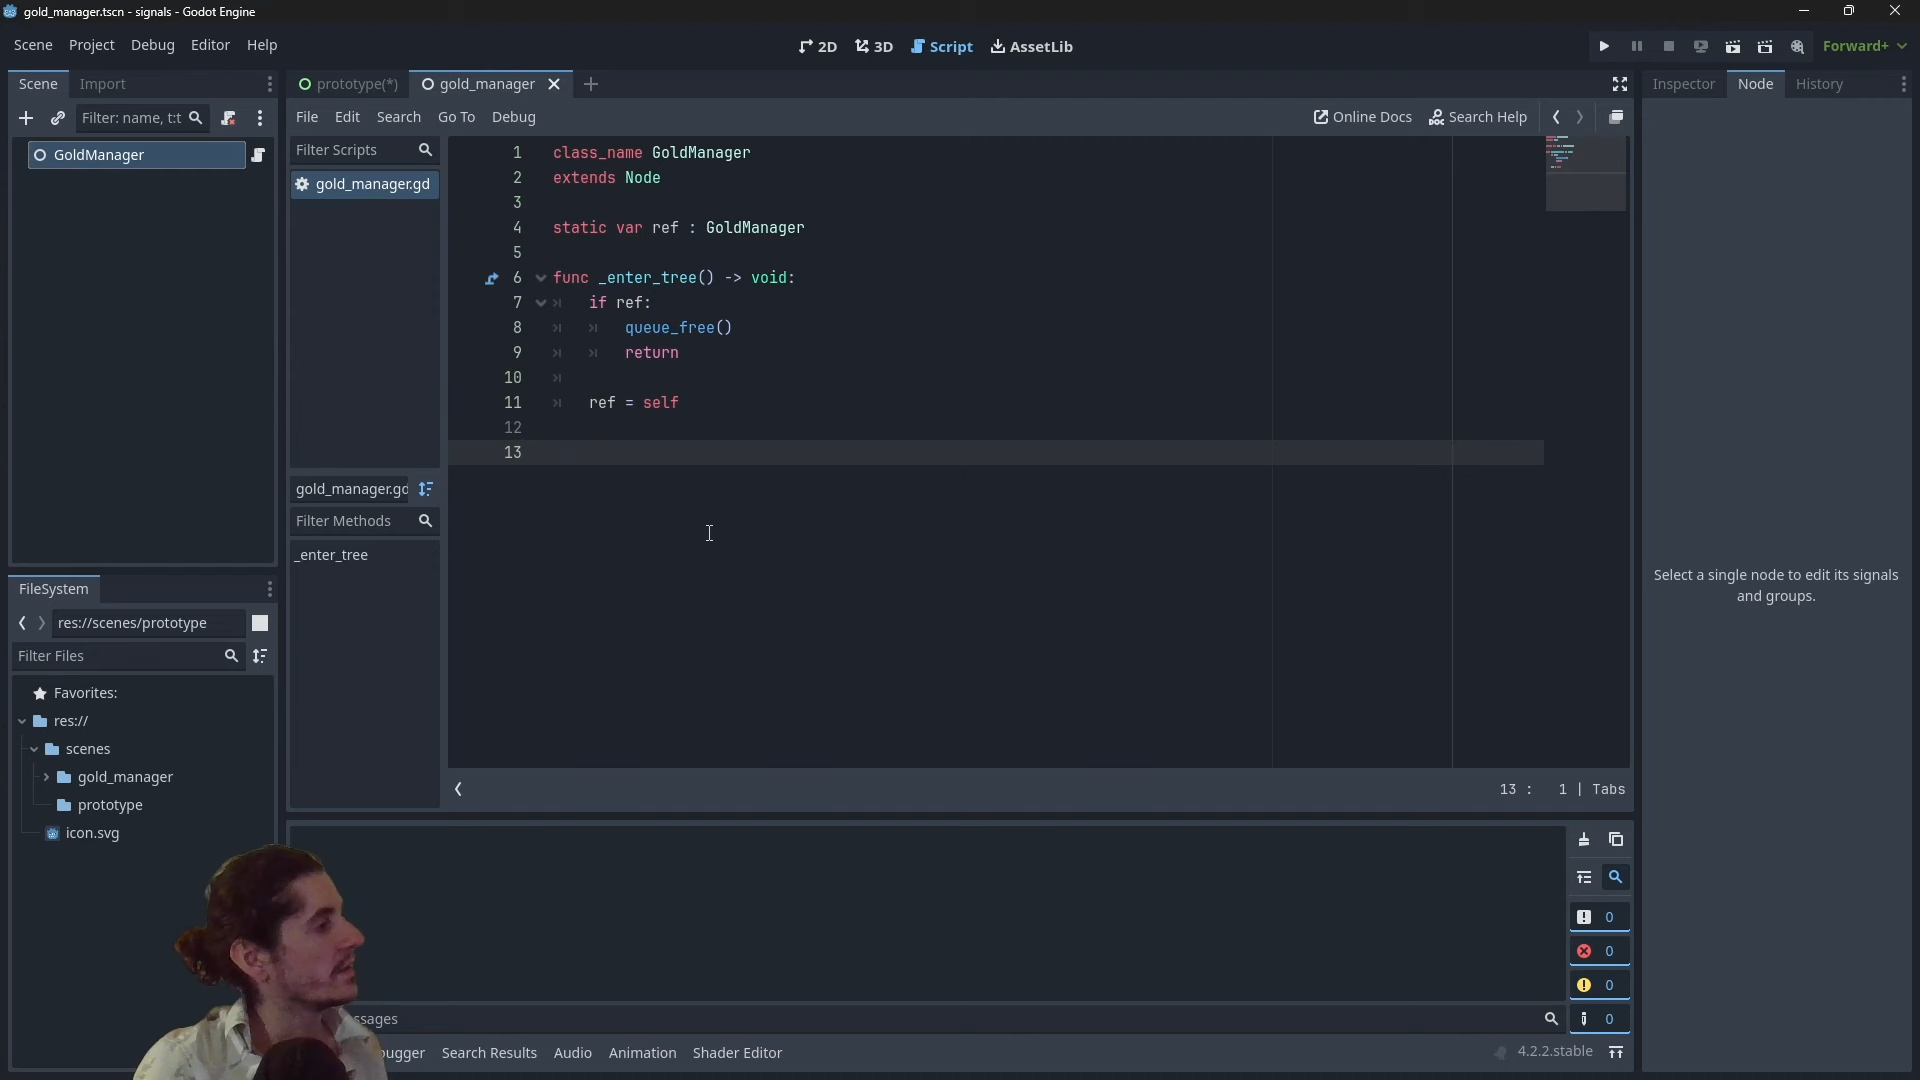 gold_manager.tscn - signals - Godot Engine
Scene Project Debug Editor Help
2D 3D Script AssetLib
Forward+
Scene Import
prototype(*) gold_manager
Inspector Node History
Filter: name, t:t
File Edit Search Go To Debug
Online Docs Search Help
GoldManager
Filter Scripts
gold_manager.gd
1 class_name GoldManager
2 extends Node
3
4 static var ref : GoldManager
5
6 func _enter_tree() -> void:
7 if ref:
8 queue_free()
9 return
10
11 ref = self
12
13
gold_manager.gd
Filter Methods
_enter_tree
Select a single node to edit its signals
and groups.
FileSystem
res://scenes/prototype
Filter Files
Favorites:
res://
scenes
gold_manager
prototype
icon.svg
13 : 1 | Tabs
0
0
0
0
ssages
ugger Search Results Audio Animation Shader Editor
4.2.2.stable